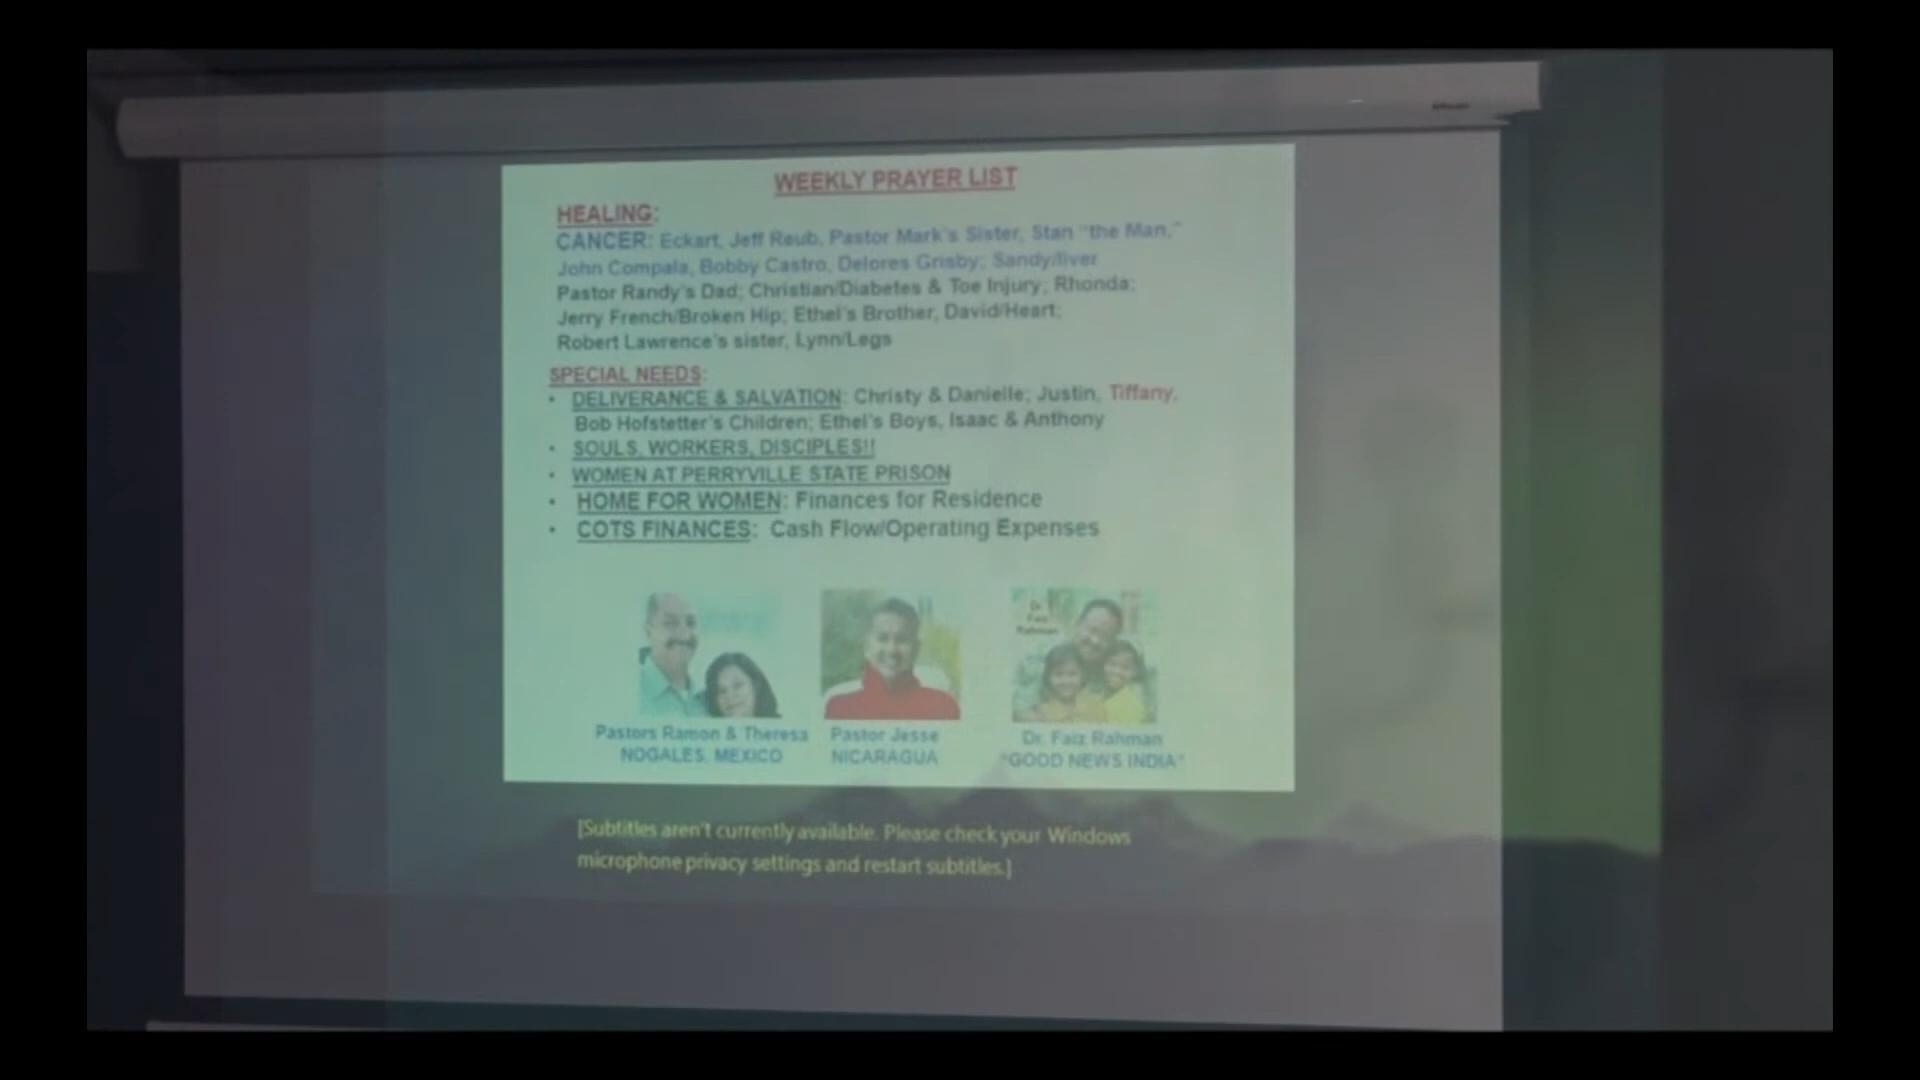 WEEKLY PRAYER LIST
HEALING:
CANCER: Eckart, Jeff Reub, Pastor Mark's Sister, Stan "the Man,"
John Compala, Bobby Castro, Delores Grisby; Sandy/liver
Pastor Randy's Dad; Christian/Diabetes & Toe Injury; Rhonda;
Jerry French/Broken Hip; Ethel's Brother, David/Heart;
Robert Lawrence's sister, Lynn/Legs
SPECIAL NEEDS:
• DELIVERANCE & SALVATION: Christy & Danielle; Justin, Tiffany,
Bob Hofstetter's Children; Ethel's Boys, Isaac & Anthony
• SOULS, WORKERS, DISCIPLES!!
• WOMEN AT PERRYVILLE STATE PRISON
• HOME FOR WOMEN: Finances for Residence
• COTS FINANCES: Cash Flow/Operating Expenses
Dr.
Faiz
Rahman
Pastors Ramon & Theresa
NOGALES, MEXICO
Pastor Jesse
NICARAGUA
Dr. Faiz Rahman
"GOOD NEWS INDIA"
[Subtitles aren't currently available. Please check your Windows
microphone privacy settings and restart subtitles.]